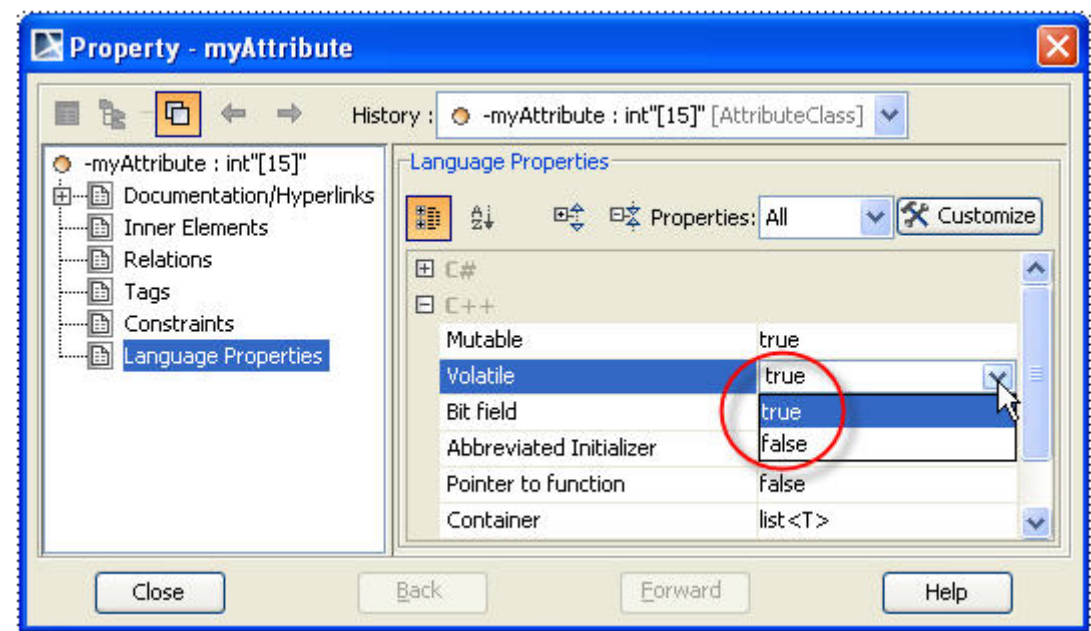 Property - myAttribute
History : -myAttribute : int"[15]" [AttributeClass]
-myAttribute : int"[15]"
Documentation/Hyperlinks
Inner Elements
Relations
Tags
Constraints
Language Properties
Language Properties
Properties: All Customize
C#
C++
Mutable true
Volatile true
true
false
Bit field
Abbreviated Initializer
Pointer to function false
Container list<T>
Close Back Forward Help